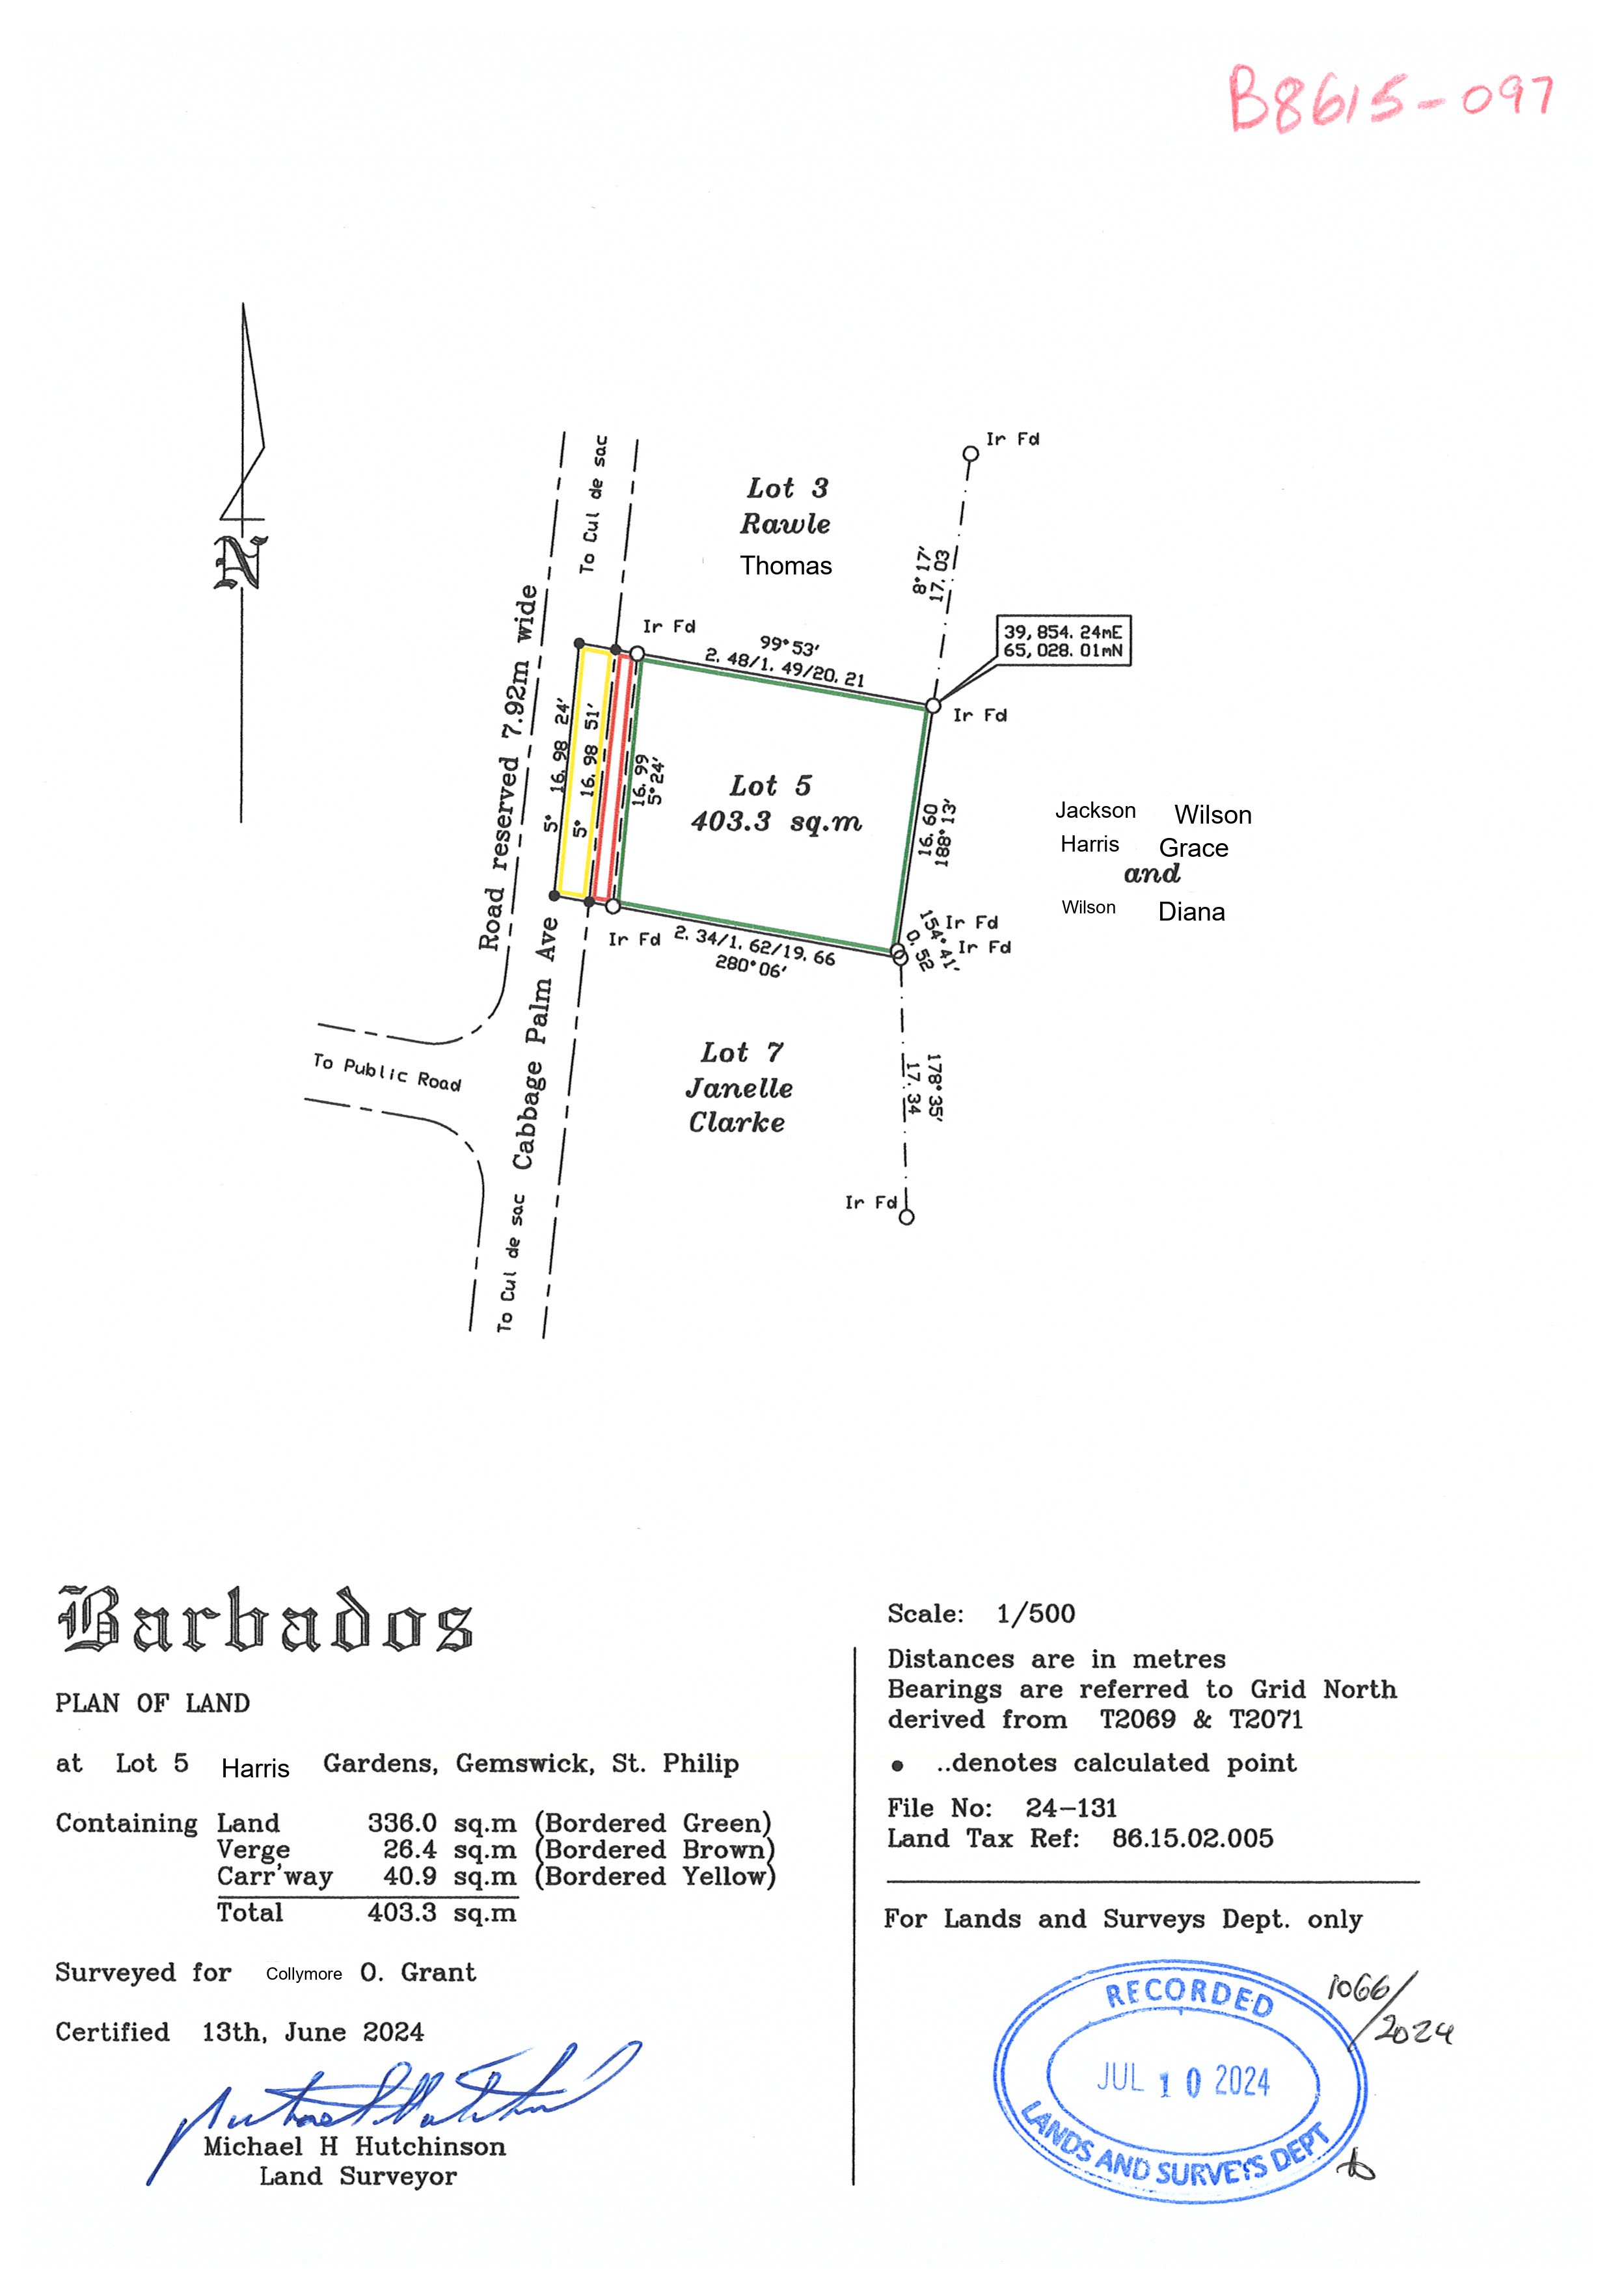 B8615-097
Ir Fd
To Cul de sac
Lot 3
Rawle
Thomas
8°17'
17.03
Road reserved 7.92m wide
Ir Fd
99°53'
2.48/1.49/20.21
39,854.24mE
65,028.01mN
Ir Fd
5° 16.98 24'
5° 16.98 51'
16.99
5°24'
Lot 5
403.3 sq.m
16.60
188°13'
Jackson Wilson
Harris Grace
and
Wilson Diana
Ir Fd
Ir Fd
154°41'
0.52
Ir Fd
2.34/1.62/19.66
280°06'
Cabbage Palm Ave
To Public Road
Lot 7
Janelle
Clarke
178°35'
17.34
To Cul de sac
Ir Fd
N
Barbados
PLAN OF LAND
at Lot 5 Harris Gardens, Gemswick, St. Philip
Containing Land 336.0 sq.m (Bordered Green)
Verge 26.4 sq.m (Bordered Brown)
Carr'way 40.9 sq.m (Bordered Yellow)
Total 403.3 sq.m
Surveyed for Collymore O. Grant
Certified 13th, June 2024
Michael H Hutchinson
Land Surveyor
Scale: 1/500
Distances are in metres
Bearings are referred to Grid North
derived from T2069 & T2071
● ..denotes calculated point
File No: 24-131
Land Tax Ref: 86.15.02.005
For Lands and Surveys Dept. only
RECORDED
JUL 10 2024
LANDS AND SURVEYS DEPT
1066/
2024